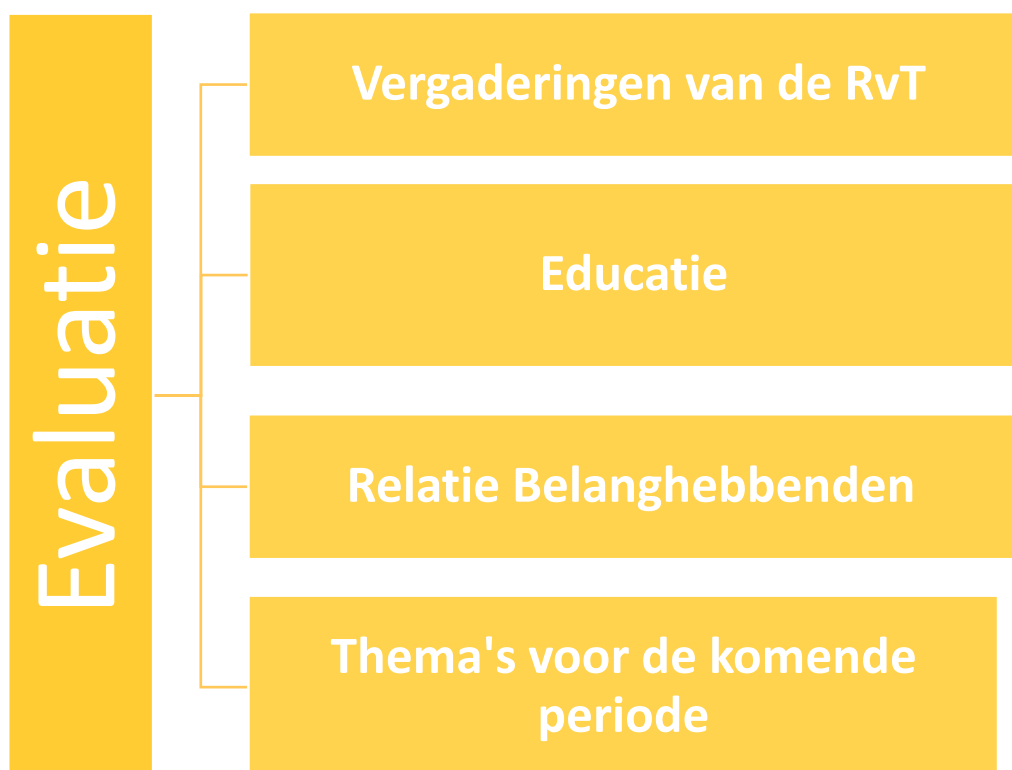 Evaluatie
Vergaderingen van de RvT
Educatie
Relatie Belanghebbenden
Thema's voor de komende
periode